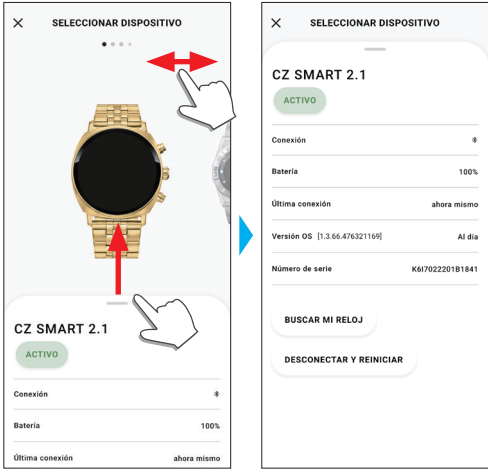 SELECCIONAR DISPOSITIVO
CZ SMART 2.1
ACTIVO
Conexión
Batería 100%
Última conexión ahora mismo
SELECCIONAR DISPOSITIVO
CZ SMART 2.1
ACTIVO
Conexión
Batería 100%
Última conexión ahora mismo
Versión OS [1.3.66.476321169] Al día
Número de serie K6I7022201B1841
BUSCAR MI RELOJ
DESCONECTAR Y REINICIAR